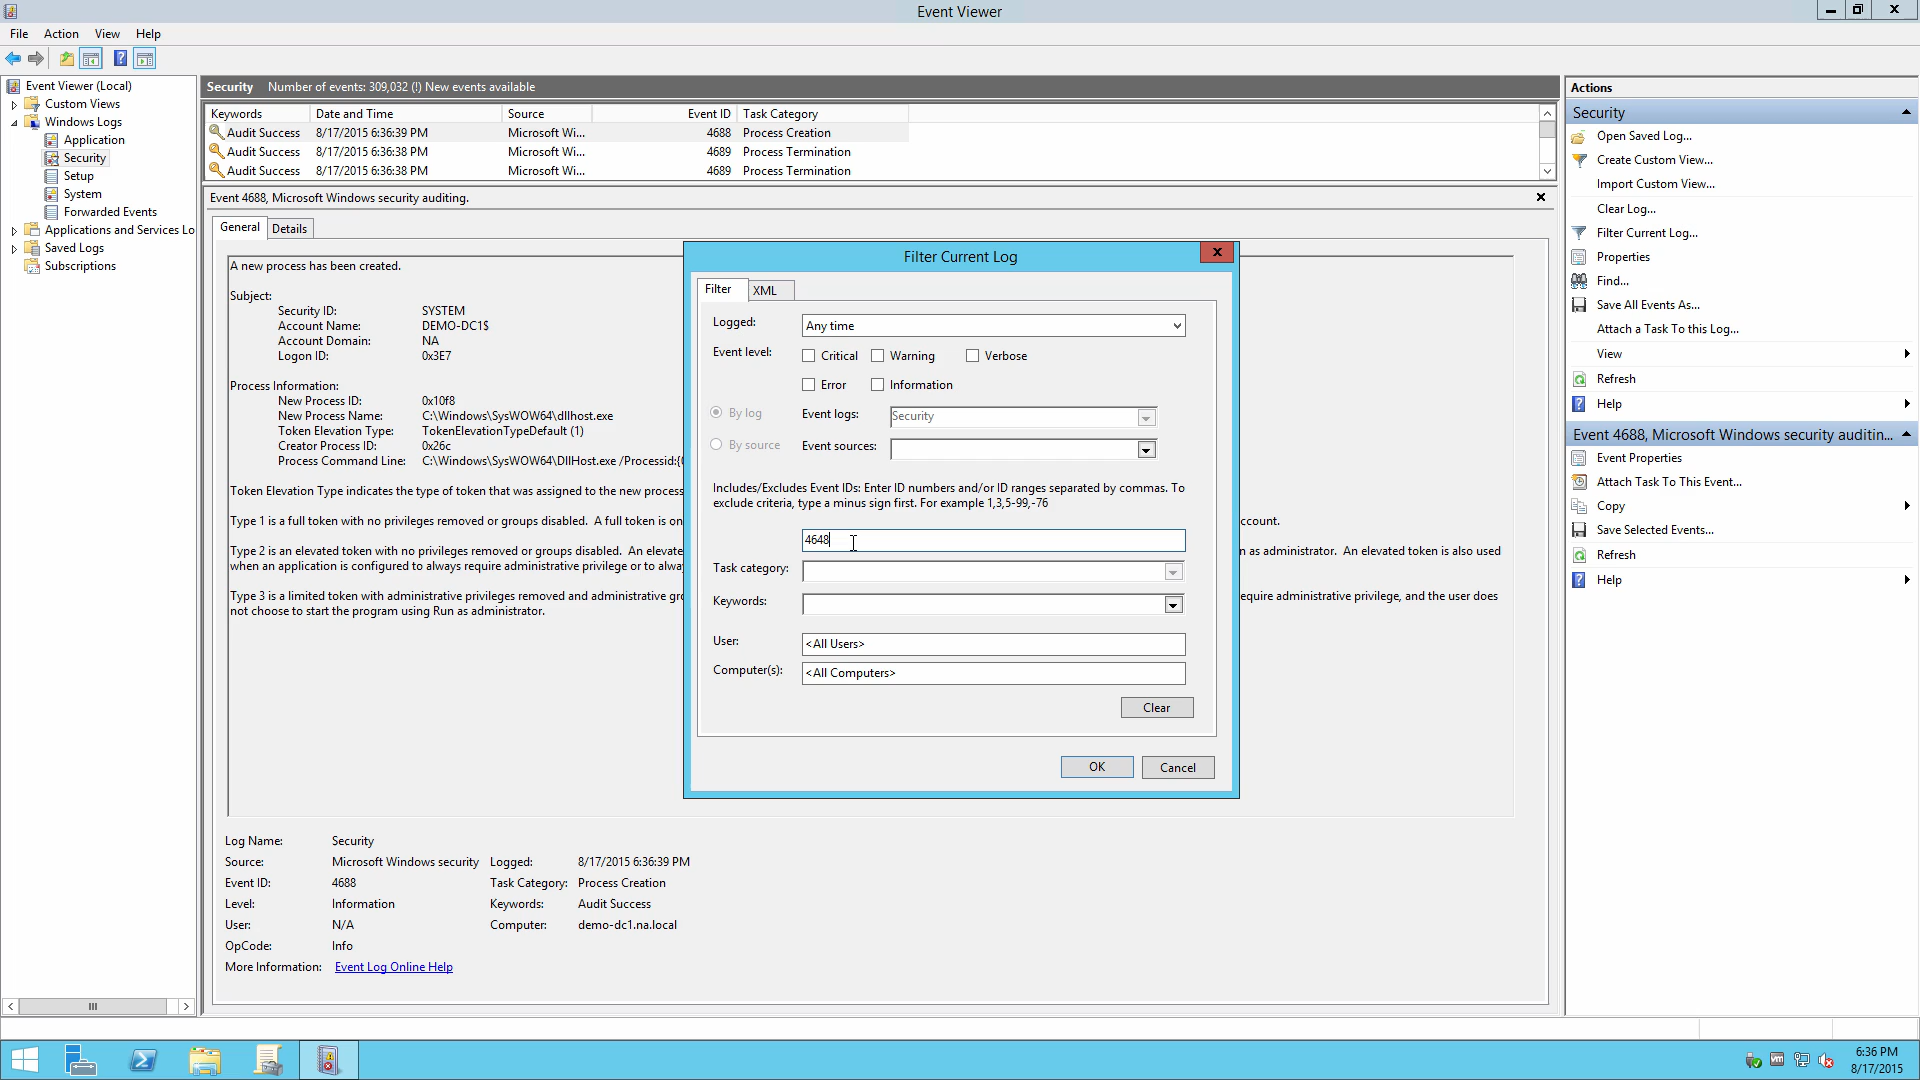 Event Viewer
File Action View Help
Event Viewer (Local)
Custom Views
Windows Logs
Application
Security
Setup
System
Forwarded Events
Applications and Services Lo
Saved Logs
Subscriptions
Security Number of events: 309,032 (!) New events available
Keywords Date and Time Source Event ID Task Category
Audit Success 8/17/2015 6:36:39 PM Microsoft Wi... 4688 Process Creation
Audit Success 8/17/2015 6:36:38 PM Microsoft Wi... 4689 Process Termination
Audit Success 8/17/2015 6:36:38 PM Microsoft Wi... 4689 Process Termination
Event 4688, Microsoft Windows security auditing.
General Details
A new process has been created.
Subject:
Security ID: SYSTEM
Account Name: DEMO-DC1$
Account Domain: NA
Logon ID: 0x3E7
Process Information:
New Process ID: 0x10f8
New Process Name: C:\Windows\SysWOW64\dllhost.exe
Token Elevation Type: TokenElevationTypeDefault (1)
Creator Process ID: 0x26c
Process Command Line: C:\Windows\SysWOW64\DllHost.exe /Processid:{
Token Elevation Type indicates the type of token that was assigned to the new process
Type 1 is a full token with no privileges removed or groups disabled. A full token is on ccount.
Type 2 is an elevated token with no privileges removed or groups disabled. An elevate n as administrator. An elevated token is also used
when an application is configured to always require administrative privilege or to alway
Type 3 is a limited token with administrative privileges removed and administrative gro equire administrative privilege, and the user does
not choose to start the program using Run as administrator.
Log Name: Security
Source: Microsoft Windows security Logged: 8/17/2015 6:36:39 PM
Event ID: 4688 Task Category: Process Creation
Level: Information Keywords: Audit Success
User: N/A Computer: demo-dc1.na.local
OpCode: Info
More Information: Event Log Online Help
Filter Current Log
Filter XML
Logged: Any time
Event level: Critical Warning Verbose
Error Information
By log Event logs: Security
By source Event sources:
Includes/Excludes Event IDs: Enter ID numbers and/or ID ranges separated by commas. To
exclude criteria, type a minus sign first. For example 1,3,5-99,-76
4648
Task category:
Keywords:
User: <All Users>
Computer(s): <All Computers>
Clear
OK Cancel
Actions
Security
Open Saved Log...
Create Custom View...
Import Custom View...
Clear Log...
Filter Current Log...
Properties
Find...
Save All Events As...
Attach a Task To this Log...
View
Refresh
Help
Event 4688, Microsoft Windows security auditin...
Event Properties
Attach Task To This Event...
Copy
Save Selected Events...
Refresh
Help
6:36 PM
8/17/2015